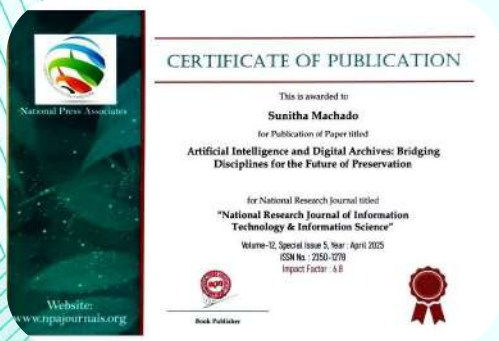 National Press Associates
CERTIFICATE OF PUBLICATION
This is awarded to
Sunitha Machado
for Publication of Paper titled
Artificial Intelligence and Digital Archives: Bridging
Disciplines for the Future of Preservation
for National Research Journal titled
"National Research Journal of Information
Technology & Information Science"
Volume-12, Special Issue 5, Year : April 2025
ISSN No. : 2350-1278
Impact Factor : 6.8
Book Publisher
Website:
www.npajournals.org